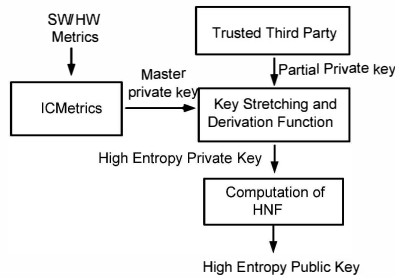 SW/HW
Metrics
Trusted Third Party
Partial Private key
Master
private key
ICMetrics
Key Stretching and
Derivation Function
High Entropy Private Key
Computation of
HNF
High Entropy Public Key